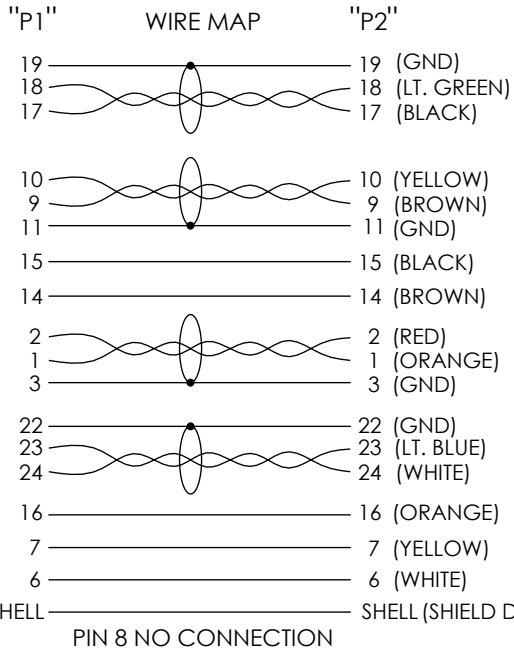 "P1" WIRE MAP "P2"
19 19 (GND)
18 18 (LT. GREEN)
17 17 (BLACK)
10 10 (YELLOW)
9 9 (BROWN)
11 11 (GND)
15 15 (BLACK)
14 14 (BROWN)
2 2 (RED)
1 1 (ORANGE)
3 3 (GND)
22 22 (GND)
23 23 (LT. BLUE)
24 24 (WHITE)
16 16 (ORANGE)
7 7 (YELLOW)
6 6 (WHITE)
HELL SHELL (SHIELD D
PIN 8 NO CONNECTION